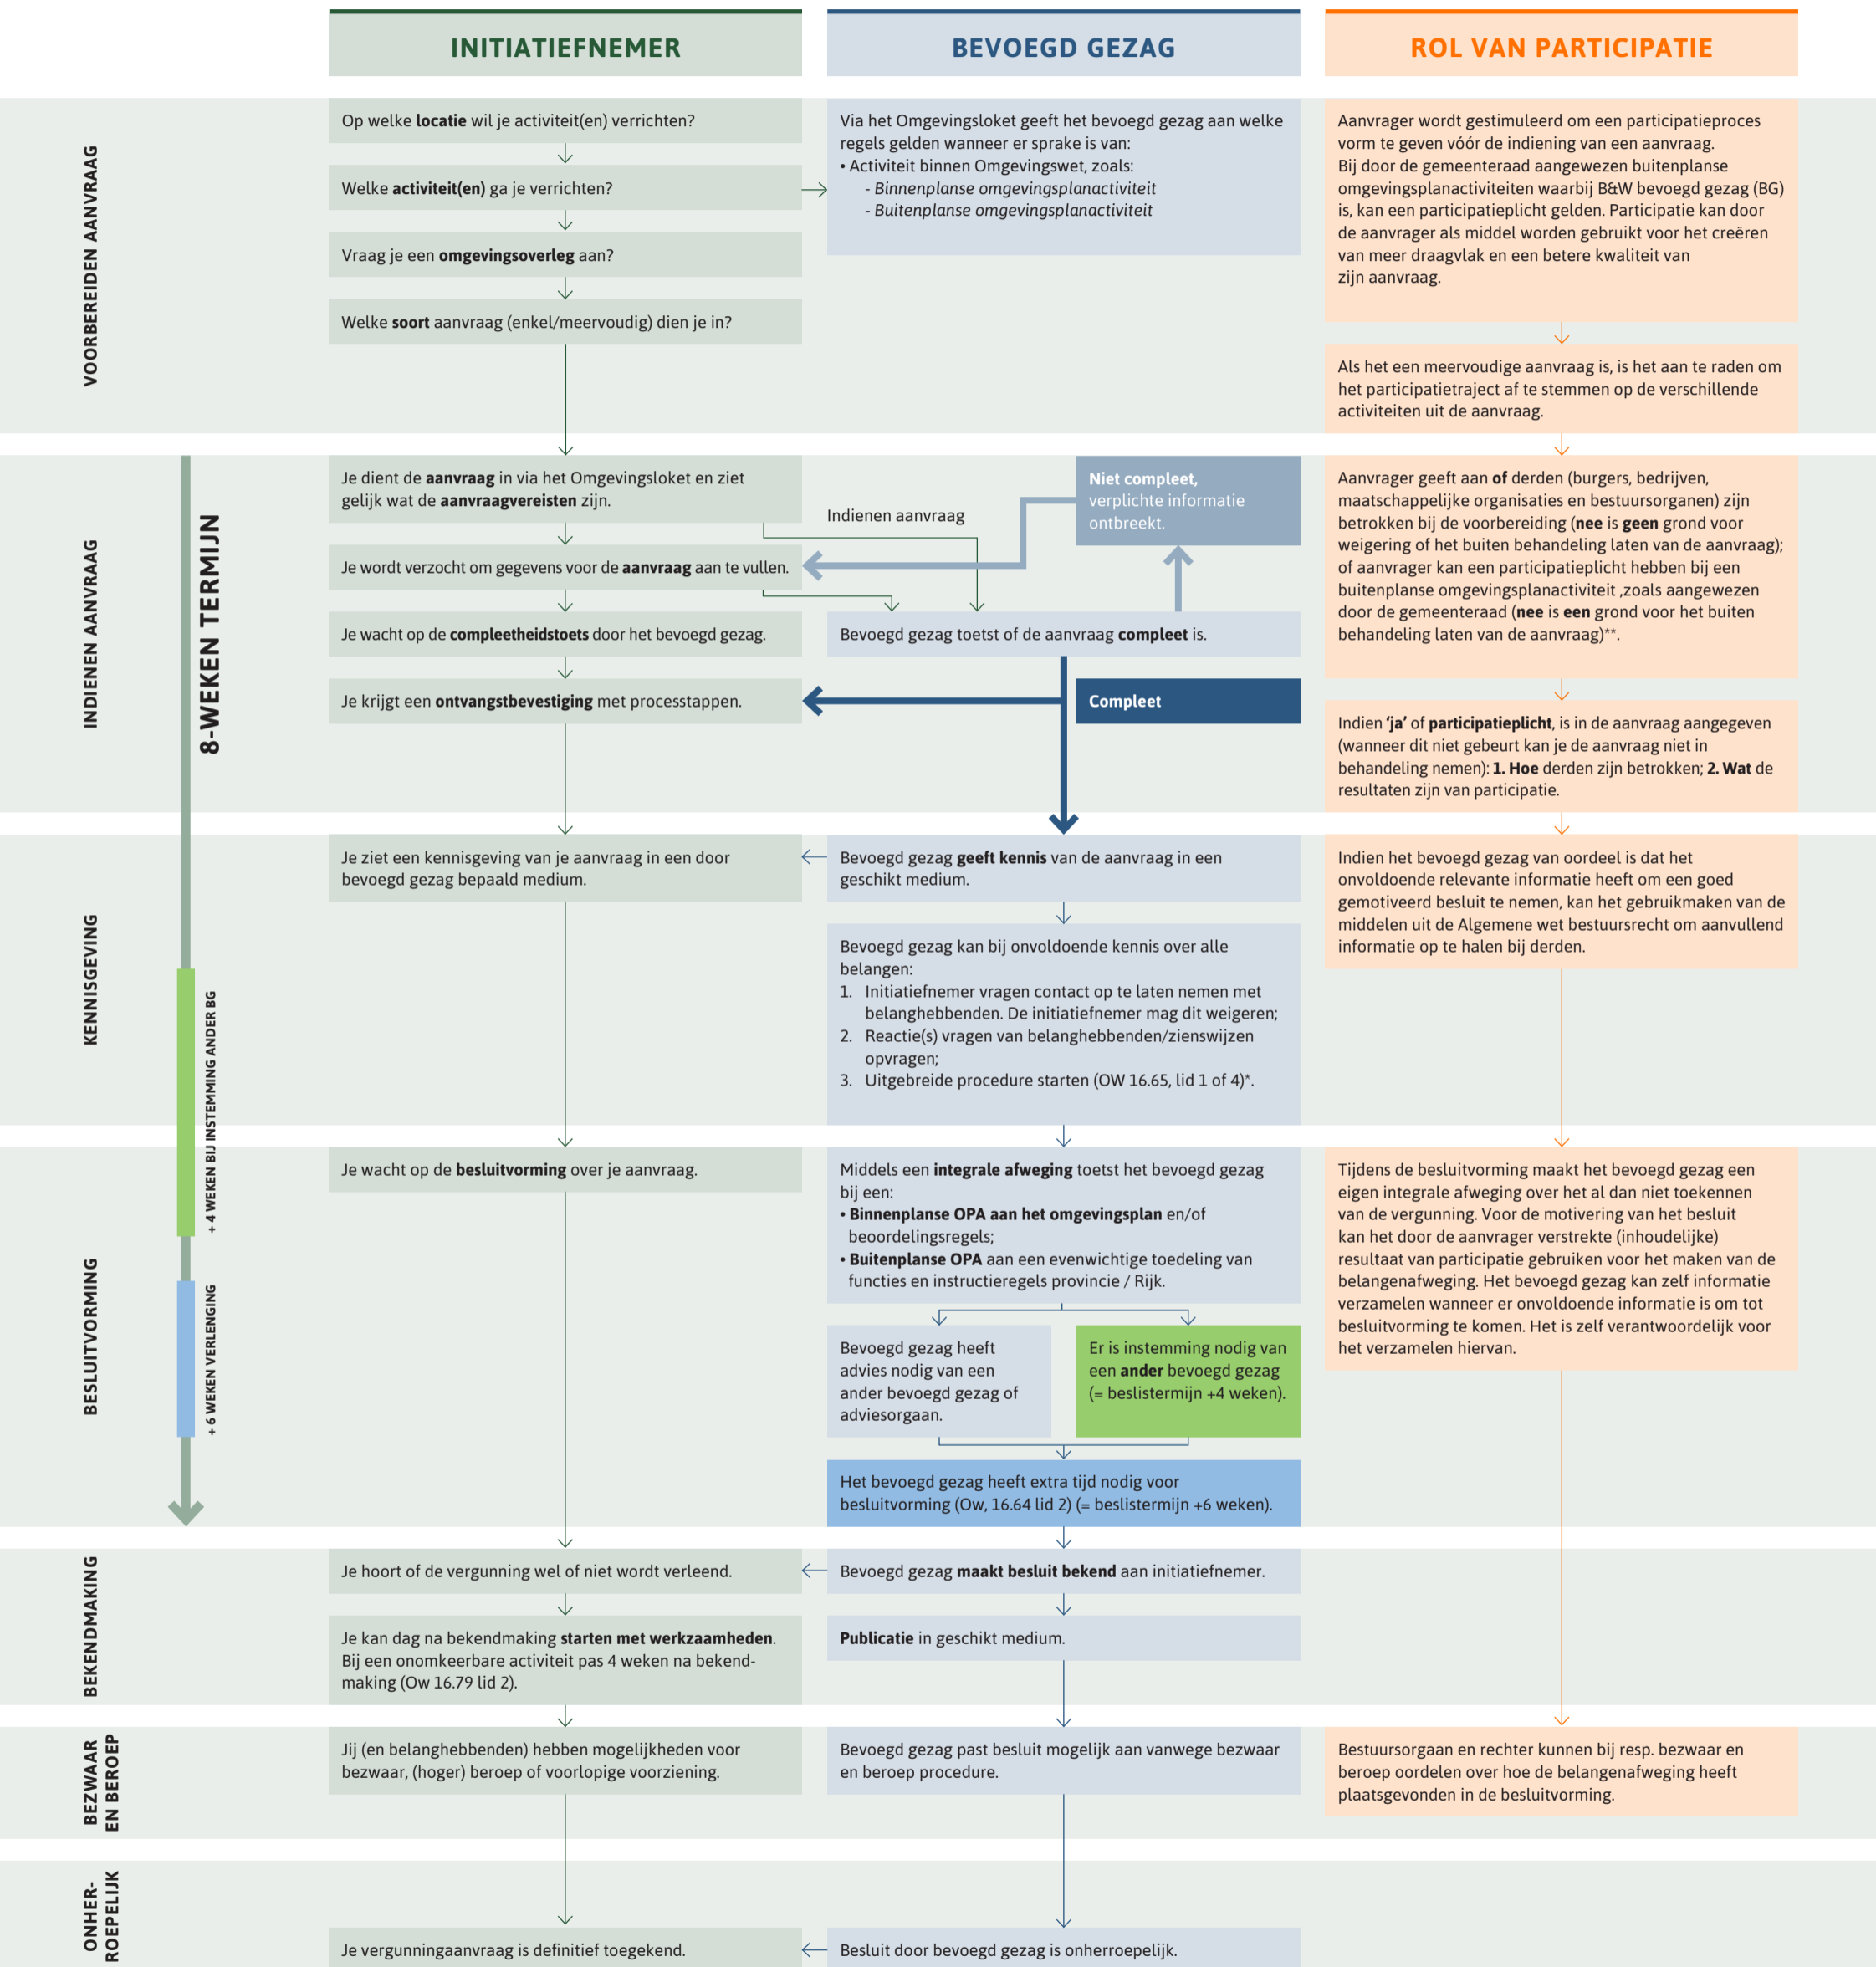 INITIATIEFNEMER
BEVOEGD GEZAG
ROL VAN PARTICIPATIE
VOORBEREIDEN AANVRAAG
Op welke locatie wil je activiteit(en) verrichten?
Welke activiteit(en) ga je verrichten?
Vraag je een omgevingsoverleg aan?
Welke soort aanvraag (enkel/meervoudig) dien je in?
Via het Omgevingsloket geeft het bevoegd gezag aan welke
regels gelden wanneer er sprake is van:
• Activiteit binnen Omgevingswet, zoals:
- Binnenplanse omgevingsplanactiviteit
- Buitenplanse omgevingsplanactiviteit
Aanvrager wordt gestimuleerd om een participatieproces
vorm te geven vóór de indiening van een aanvraag.
Bij door de gemeenteraad aangewezen buitenplanse
omgevingsplanactiviteiten waarbij B&W bevoegd gezag (BG)
is, kan een participatieplicht gelden. Participatie kan door
de aanvrager als middel worden gebruikt voor het creëren
van meer draagvlak en een betere kwaliteit van
zijn aanvraag.
Als het een meervoudige aanvraag is, is het aan te raden om
het participatietraject af te stemmen op de verschillende
activiteiten uit de aanvraag.
INDIENEN AANVRAAG
8-WEKEN TERMIJN
Je dient de aanvraag in via het Omgevingsloket en ziet
gelijk wat de aanvraagvereisten zijn.
Je wordt verzocht om gegevens voor de aanvraag aan te vullen.
Je wacht op de compleetheidstoets door het bevoegd gezag.
Je krijgt een ontvangstbevestiging met processtappen.
Indienen aanvraag
Niet compleet,
verplichte informatie
ontbreekt.
Bevoegd gezag toetst of de aanvraag compleet is.
Compleet
Aanvrager geeft aan of derden (burgers, bedrijven,
maatschappelijke organisaties en bestuursorganen) zijn
betrokken bij de voorbereiding (nee is geen grond voor
weigering of het buiten behandeling laten van de aanvraag);
of aanvrager kan een participatieplicht hebben bij een
buitenplanse omgevingsplanactiviteit ,zoals aangewezen
door de gemeenteraad (nee is een grond voor het buiten
behandeling laten van de aanvraag)**.
Indien ‘ja’ of participatieplicht, is in de aanvraag aangegeven
(wanneer dit niet gebeurt kan je de aanvraag niet in
behandeling nemen): 1. Hoe derden zijn betrokken; 2. Wat de
resultaten zijn van participatie.
KENNISGEVING
+ 4 WEKEN BIJ INSTEMMING ANDER BG
Je ziet een kennisgeving van je aanvraag in een door
bevoegd gezag bepaald medium.
Bevoegd gezag geeft kennis van de aanvraag in een
geschikt medium.
Bevoegd gezag kan bij onvoldoende kennis over alle
belangen:
1. Initiatiefnemer vragen contact op te laten nemen met
belanghebbenden. De initiatiefnemer mag dit weigeren;
2. Reactie(s) vragen van belanghebbenden/zienswijzen
opvragen;
3. Uitgebreide procedure starten (OW 16.65, lid 1 of 4)*.
Indien het bevoegd gezag van oordeel is dat het
onvoldoende relevante informatie heeft om een goed
gemotiveerd besluit te nemen, kan het gebruikmaken van de
middelen uit de Algemene wet bestuursrecht om aanvullend
informatie op te halen bij derden.
BESLUITVORMING
+ 6 WEKEN VERLENGING
Je wacht op de besluitvorming over je aanvraag.
Middels een integrale afweging toetst het bevoegd gezag
bij een:
• Binnenplanse OPA aan het omgevingsplan en/of
beoordelingsregels;
• Buitenplanse OPA aan een evenwichtige toedeling van
functies en instructieregels provincie / Rijk.
Bevoegd gezag heeft
advies nodig van een
ander bevoegd gezag of
adviesorgaan.
Er is instemming nodig van
een ander bevoegd gezag
(= beslistermijn +4 weken).
Het bevoegd gezag heeft extra tijd nodig voor
besluitvorming (Ow, 16.64 lid 2) (= beslistermijn +6 weken).
Tijdens de besluitvorming maakt het bevoegd gezag een
eigen integrale afweging over het al dan niet toekennen
van de vergunning. Voor de motivering van het besluit
kan het door de aanvrager verstrekte (inhoudelijke)
resultaat van participatie gebruiken voor het maken van de
belangenafweging. Het bevoegd gezag kan zelf informatie
verzamelen wanneer er onvoldoende informatie is om tot
besluitvorming te komen. Het is zelf verantwoordelijk voor
het verzamelen hiervan.
BEKENDMAKING
Je hoort of de vergunning wel of niet wordt verleend.
Je kan dag na bekendmaking starten met werkzaamheden.
Bij een onomkeerbare activiteit pas 4 weken na bekend-
making (Ow 16.79 lid 2).
Bevoegd gezag maakt besluit bekend aan initiatiefnemer.
Publicatie in geschikt medium.
BEZWAAR
EN BEROEP
Jij (en belanghebbenden) hebben mogelijkheden voor
bezwaar, (hoger) beroep of voorlopige voorziening.
Bevoegd gezag past besluit mogelijk aan vanwege bezwaar
en beroep procedure.
Bestuursorgaan en rechter kunnen bij resp. bezwaar en
beroep oordelen over hoe de belangenafweging heeft
plaatsgevonden in de besluitvorming.
ONHER-
ROEPELIJK
Je vergunningaanvraag is definitief toegekend.
Besluit door bevoegd gezag is onherroepelijk.